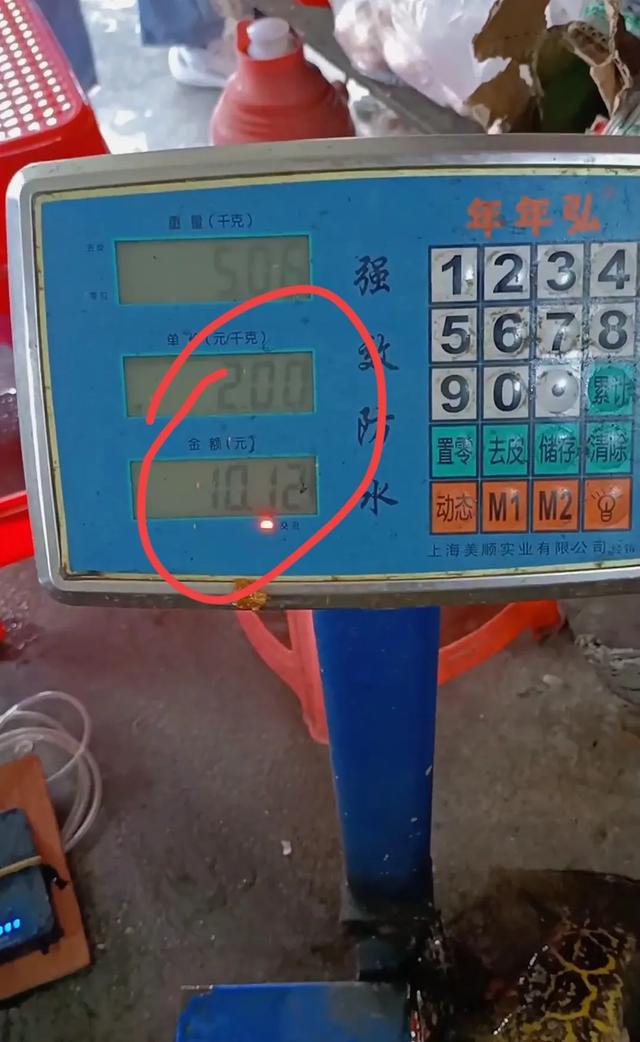 年年弘
重量(千克)
5.06
单价(元/千克)
2.00
金额(元)
10.12
交流
强
效
防
水
1 2 3 4
5 6 7 8
9 0 · 累计
置零 去皮 储存 清除
动态 M1 M2
上海美顺实业有限公司